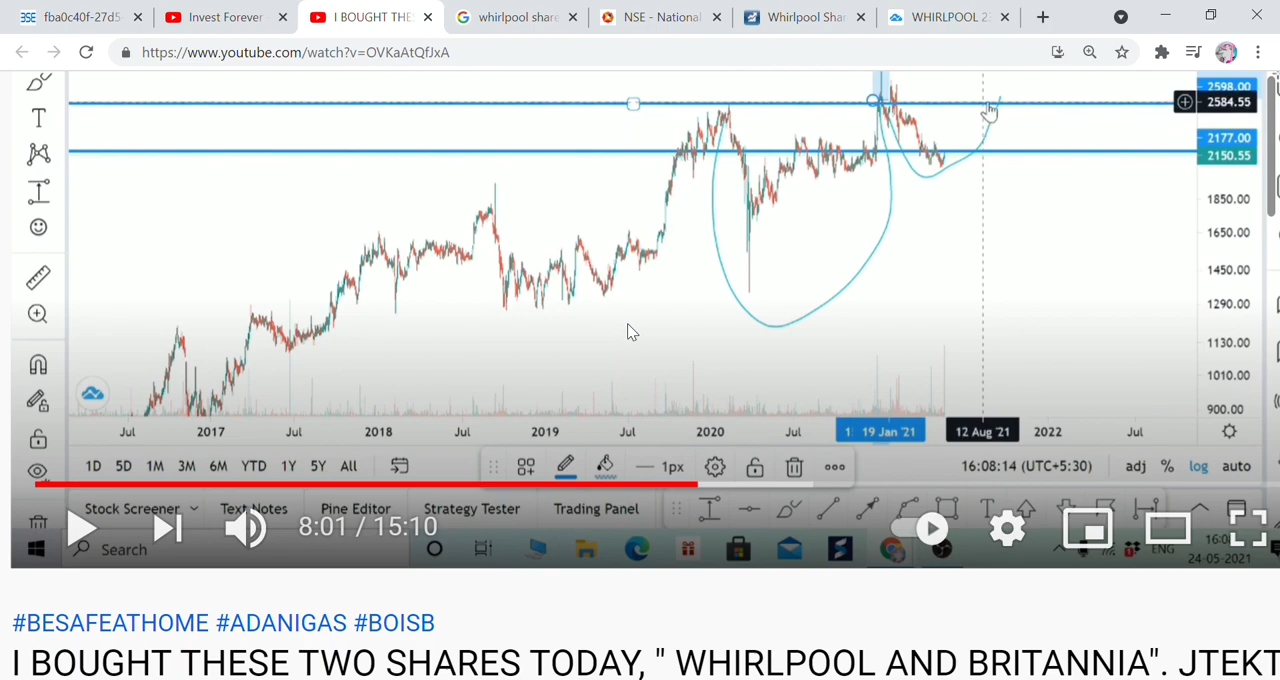 fba0c40f-27d5-
Invest Forever
I BOUGHT THE
whirlpool share
NSE - National
Whirlpool Shar
WHIRLPOOL 2
https://www.youtube.com/watch?v=OVKaAtQfJxA
2598.00
2584.55
2177.00
2150.55
1850.00
1650.00
1450.00
1290.00
1130.00
1010.00
900.00
Jul 2017 Jul 2018 Jul 2019 Jul 2020 Jul 19 Jan '21 12 Aug '21 2022 Jul
1D 5D 1M 3M 6M YTD 1Y 5Y All
1px
16:08:14 (UTC+5:30) adj % log auto
Stock Screener Text Notes Pine Editor Strategy Tester Trading Panel
8:01 / 15:10
Search
ENG
24-05-2021
#BESAFEATHOME #ADANIGAS #BOISB
I BOUGHT THESE TWO SHARES TODAY, " WHIRLPOOL AND BRITANNIA". JTEKT